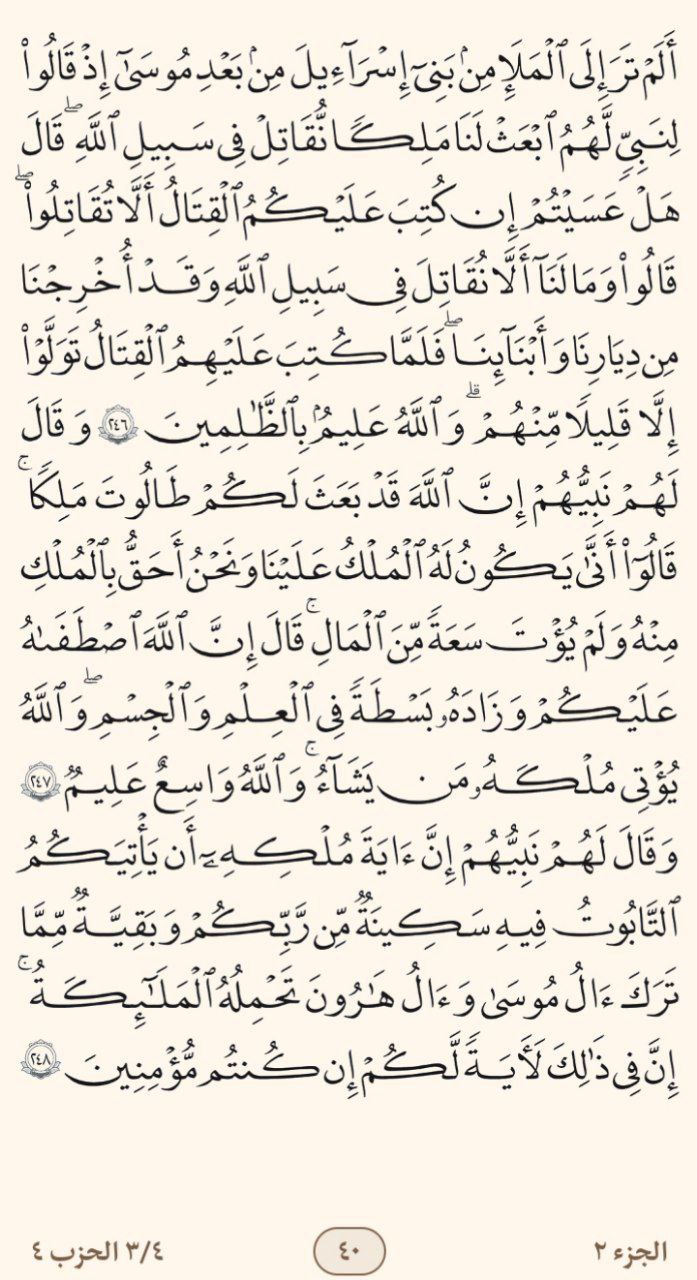 أَلَمْ تَرَ إِلَى ٱلْمَلَإِ مِنۢ بَنِىٓ إِسْرَٰٓءِيلَ مِنۢ بَعْدِ مُوسَىٰٓ إِذْ قَالُوا۟
لِنَبِىٍّ لَّهُمُ ٱبْعَثْ لَنَا مَلِكًا نُّقَٰتِلْ فِى سَبِيلِ ٱللَّهِ ۖ قَالَ
هَلْ عَسَيْتُمْ إِن كُتِبَ عَلَيْكُمُ ٱلْقِتَالُ أَلَّا تُقَٰتِلُوا۟ ۖ
قَالُوا۟ وَمَا لَنَآ أَلَّا نُقَٰتِلَ فِى سَبِيلِ ٱللَّهِ وَقَدْ أُخْرِجْنَا
مِن دِيَٰرِنَا وَأَبْنَآئِنَا ۖ فَلَمَّا كُتِبَ عَلَيْهِمُ ٱلْقِتَالُ تَوَلَّوْا۟
إِلَّا قَلِيلًا مِّنْهُمْ ۗ وَٱللَّهُ عَلِيمٌۢ بِٱلظَّٰلِمِينَ ٢٤٦ وَقَالَ
لَهُمْ نَبِيُّهُمْ إِنَّ ٱللَّهَ قَدْ بَعَثَ لَكُمْ طَالُوتَ مَلِكًا ۚ
قَالُوٓا۟ أَنَّىٰ يَكُونُ لَهُ ٱلْمُلْكُ عَلَيْنَا وَنَحْنُ أَحَقُّ بِٱلْمُلْكِ
مِنْهُ وَلَمْ يُؤْتَ سَعَةً مِّنَ ٱلْمَالِ ۚ قَالَ إِنَّ ٱللَّهَ ٱصْطَفَىٰهُ
عَلَيْكُمْ وَزَادَهُۥ بَسْطَةً فِى ٱلْعِلْمِ وَٱلْجِسْمِ ۖ وَٱللَّهُ
يُؤْتِى مُلْكَهُۥ مَن يَشَآءُ ۚ وَٱللَّهُ وَٰسِعٌ عَلِيمٌ ٢٤٧
وَقَالَ لَهُمْ نَبِيُّهُمْ إِنَّ ءَايَةَ مُلْكِهِۦٓ أَن يَأْتِيَكُمُ
ٱلتَّابُوتُ فِيهِ سَكِينَةٌ مِّن رَّبِّكُمْ وَبَقِيَّةٌ مِّمَّا
تَرَكَ ءَالُ مُوسَىٰ وَءَالُ هَٰرُونَ تَحْمِلُهُ ٱلْمَلَٰٓئِكَةُ ۚ
إِنَّ فِى ذَٰلِكَ لَءَايَةً لَّكُمْ إِن كُنتُم مُّؤْمِنِينَ ٢٤٨
الجزء ٢
٤٠
٣/٤ الحزب ٤